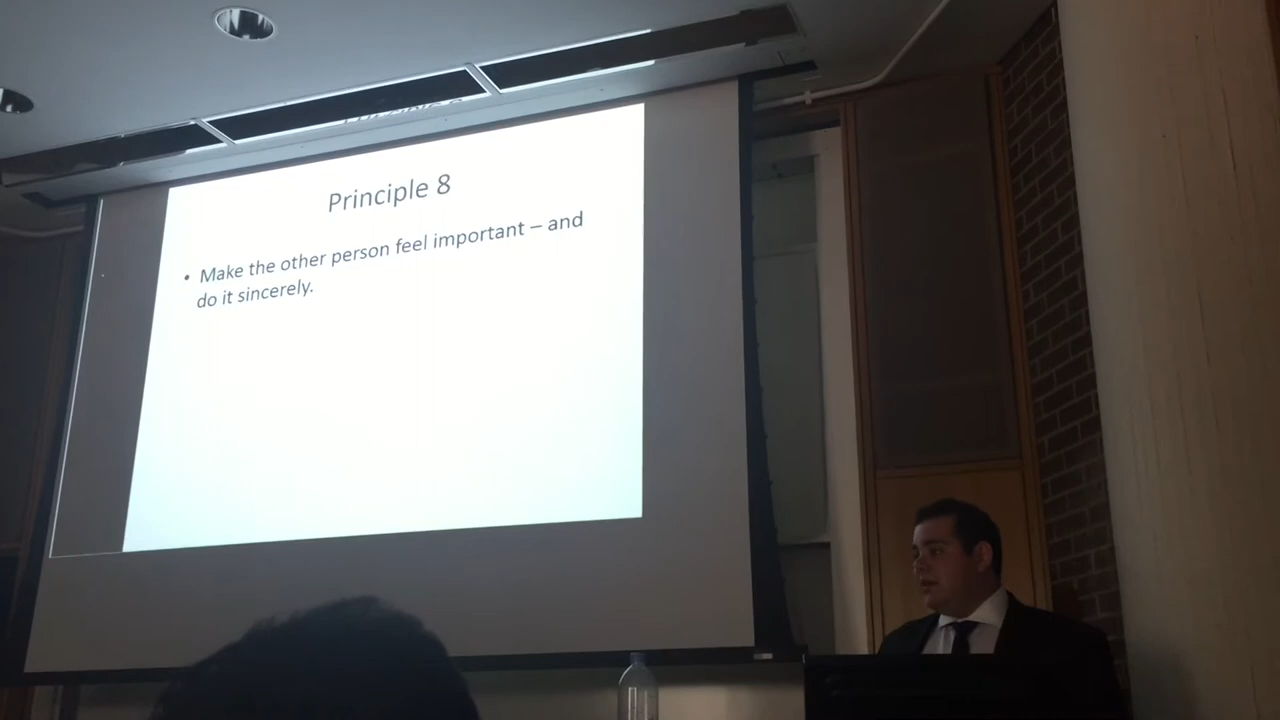 Principle 8
• Make the other person feel important – and
do it sincerely.